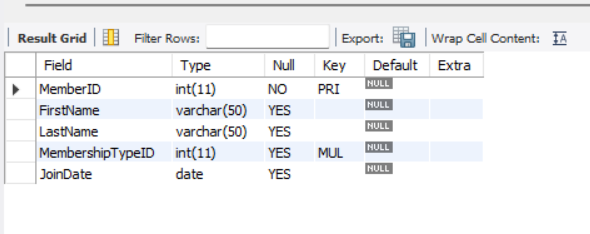 Result Grid Filter Rows: Export: Wrap Cell Content: IA
Field Type Null Key Default Extra
MemberID int(11) NO PRI NULL
FirstName varchar(50) YES NULL
LastName varchar(50) YES NULL
MembershipTypeID int(11) YES MUL NULL
JoinDate date YES NULL